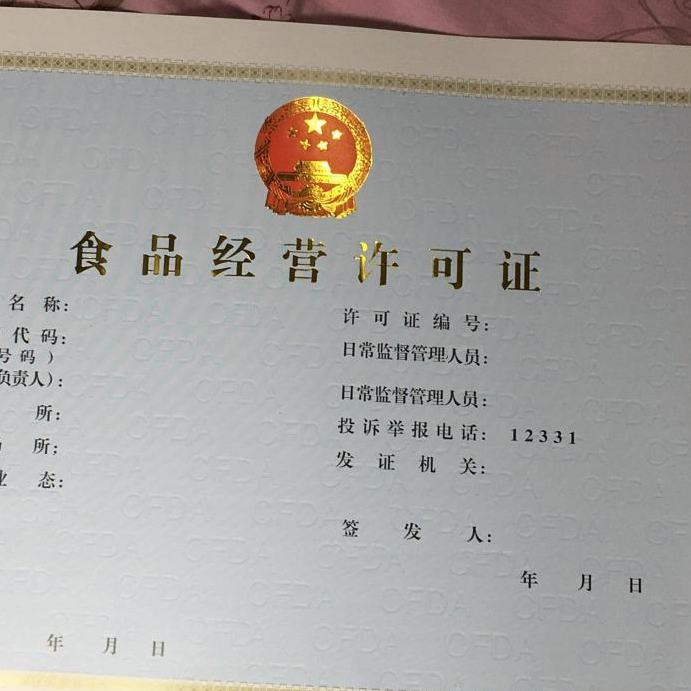 食品经营许可证
名 称：
代 码：
号 码 ）
负责人）：
所：
所；
业 态：
年 月 日
许 可 证 编 号：
日常监督管理人员：
日常监督管理人员：
投 诉 举 报 电 话： 12331
发 证 机 关：
签 发 人：
年 月 日
CFDA